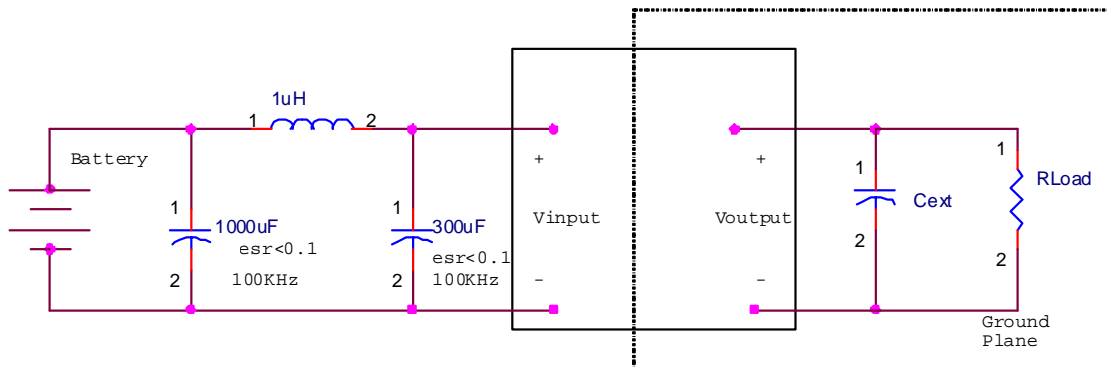 1uH
1
2
Battery
+
+
1
RLoad
1
1
1
1000uF
300uF
Cext
Vinput
Voutput
esr<0.1
esr<0.1
2
2
2
100KHz
100KHz
-
-
2
Ground
Plane